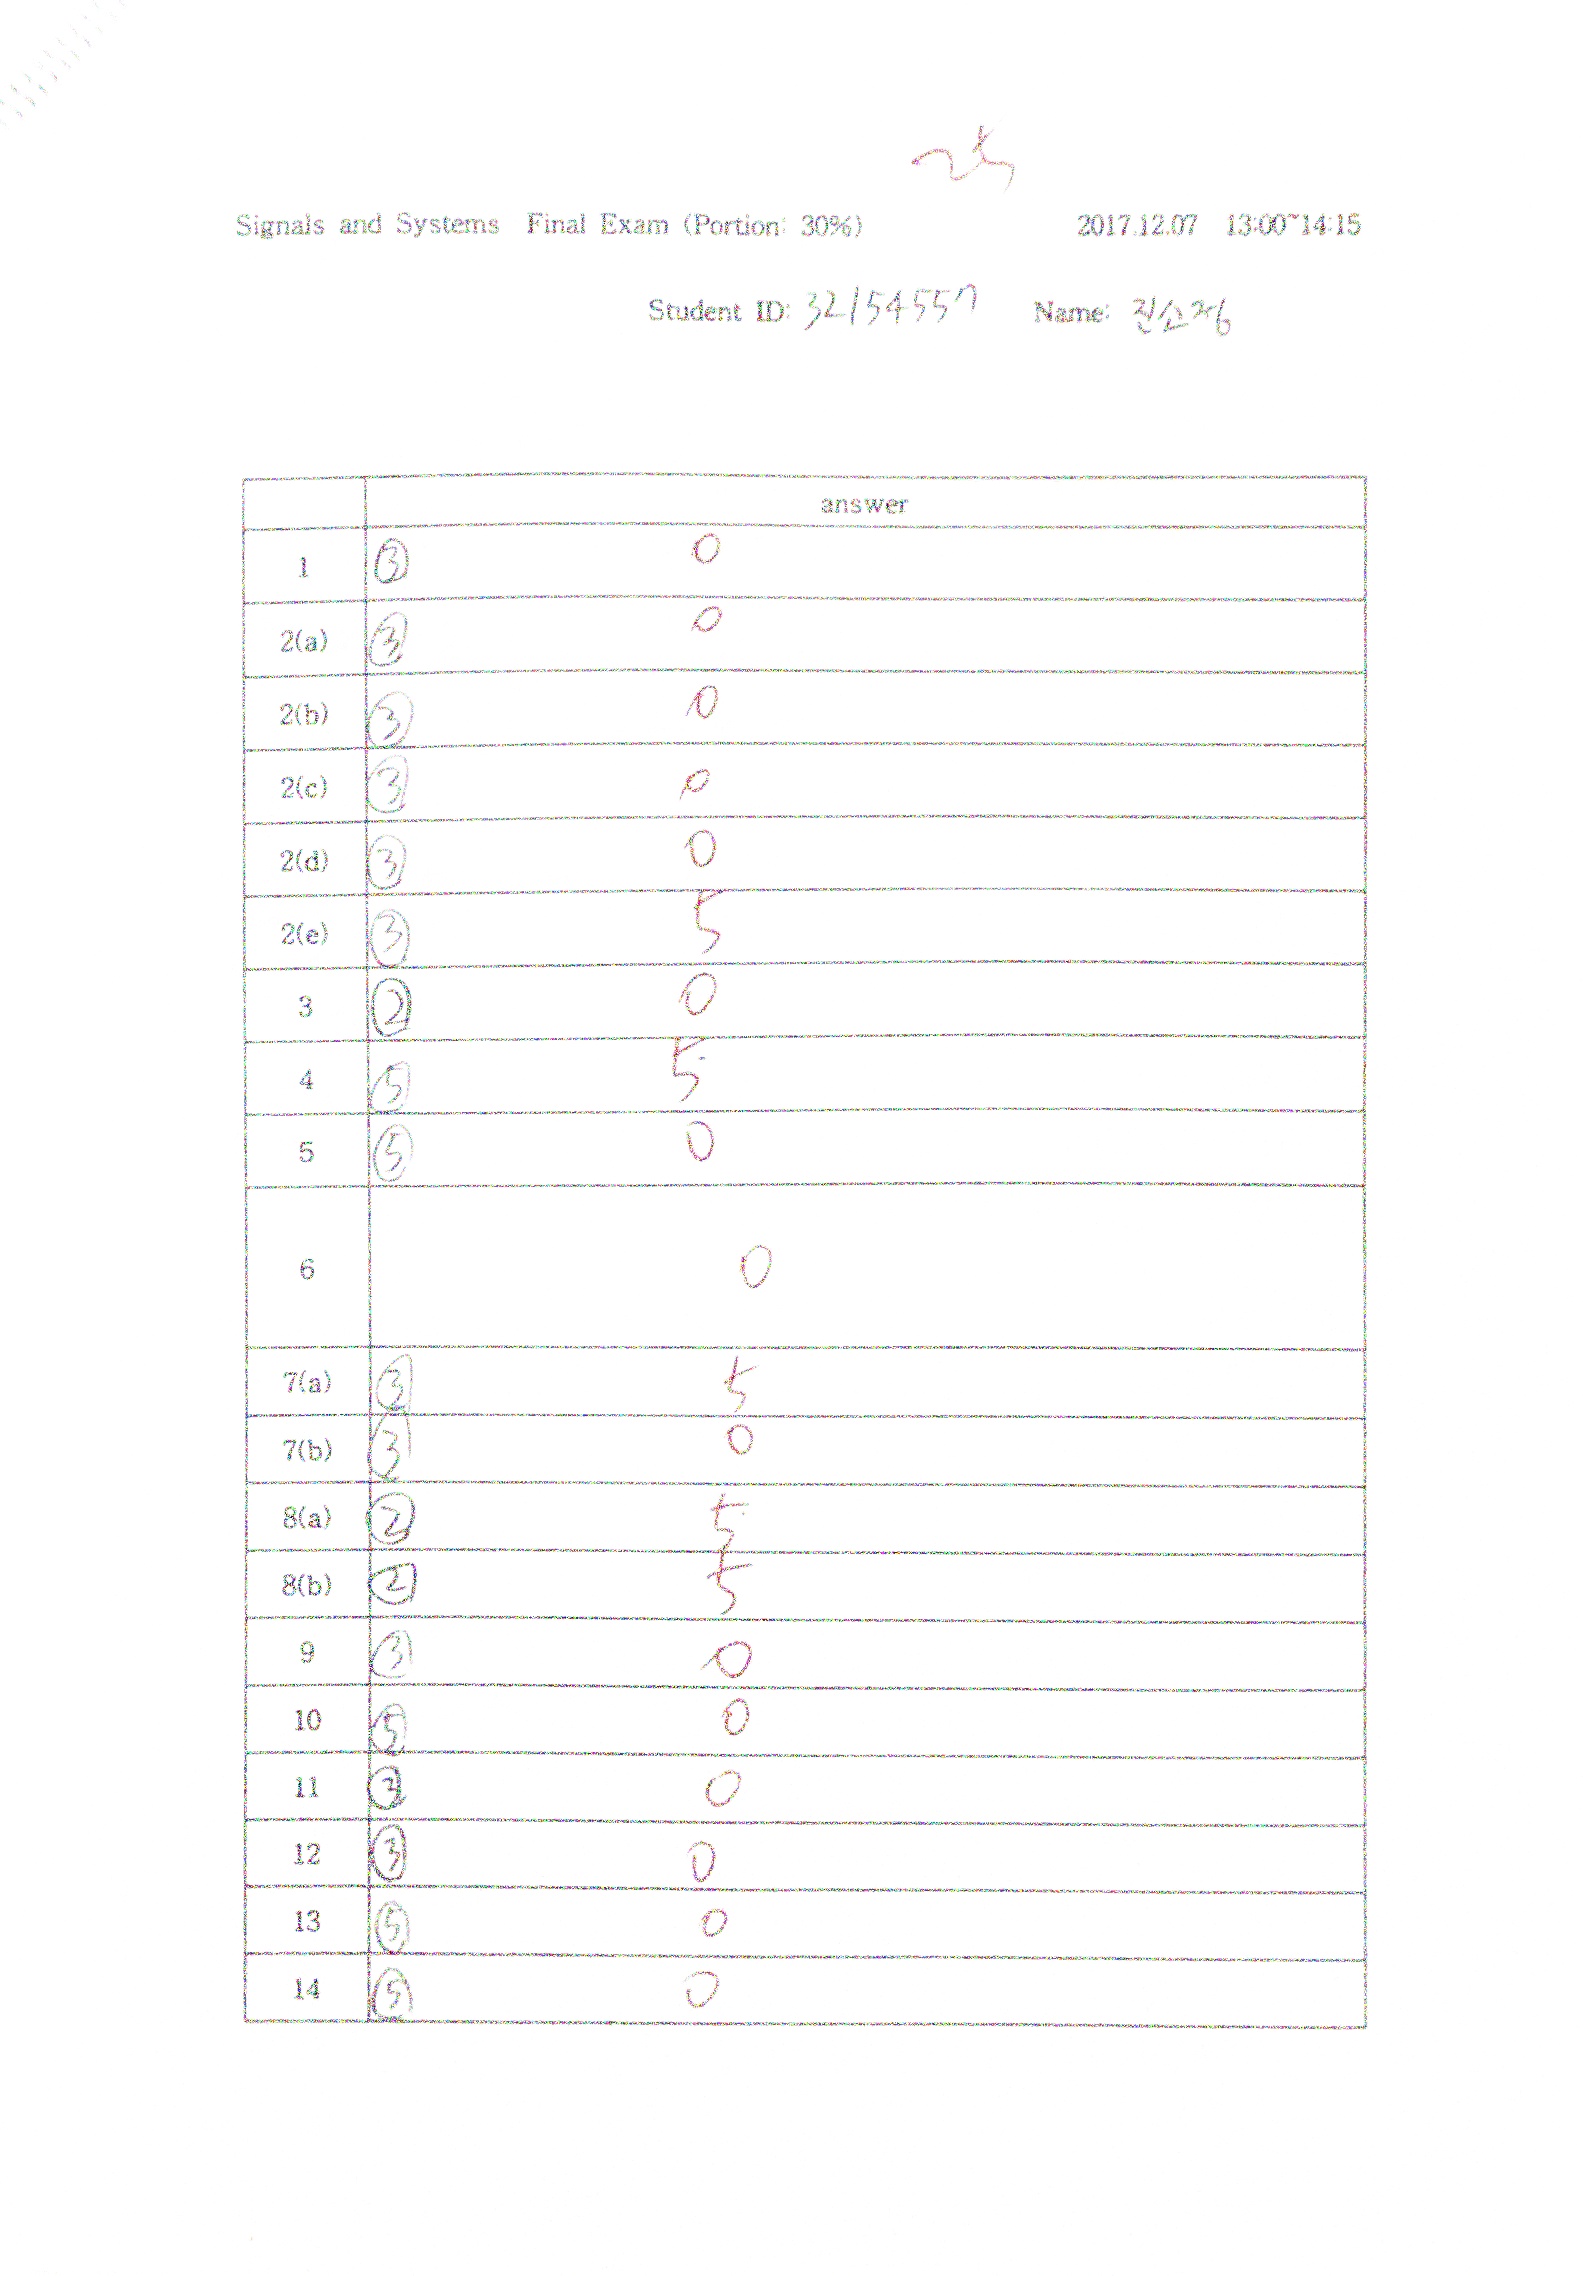 25
Signals and Systems Final Exam (Portion: 30%) 2017.12.07 13:00~14:15
Student ID: 32154557 Name:
answer
1 ③ 0
2(a) ③ 0
2(b) ③ 0
2(c) ③ 0
2(d) ③ 0
2(e) ③ 5
3 ② 0
4 ⑤ 5
5 ⑤ 0
6 0
7(a) ③ 5
7(b) ③ 0
8(a) ② 5
8(b) ② 5
9 ③ 0
10 ⑤ 0
11 0
12 ③ 0
13 ⑤ 0
14 ⑤ 0